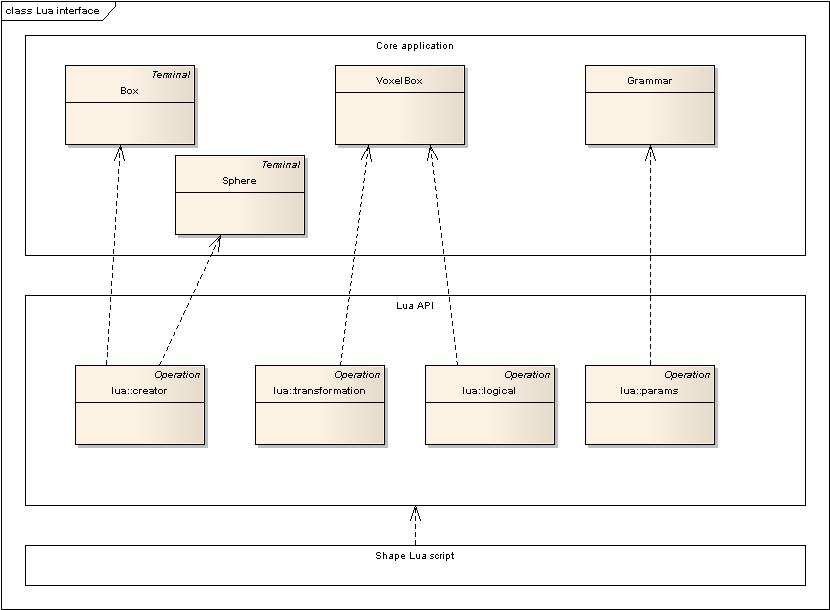 class Lua interface
Core application
Terminal
Box
VoxelBox
Grammar
Terminal
Sphere
Lua API
Operation
lua::creator
Operation
lua::transformation
Operation
lua::logical
Operation
lua::params
Shape Lua script